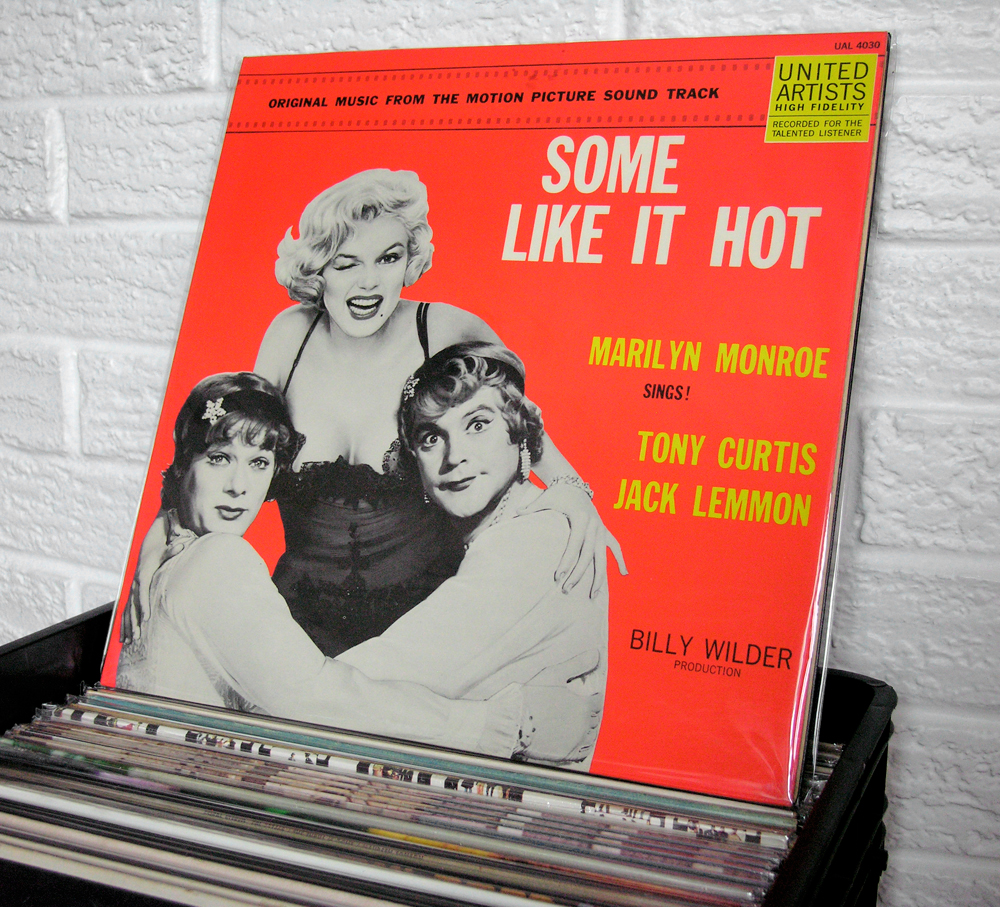 UAL 4030
ORIGINAL MUSIC FROM THE MOTION PICTURE SOUND TRACK
UNITED
ARTISTS
HIGH FIDELITY
RECORDED FOR THE
TALENTED LISTENER
SOME
LIKE IT HOT
MARILYN MONROE
SINGS!
TONY CURTIS
JACK LEMMON
BILLY WILDER
PRODUCTION